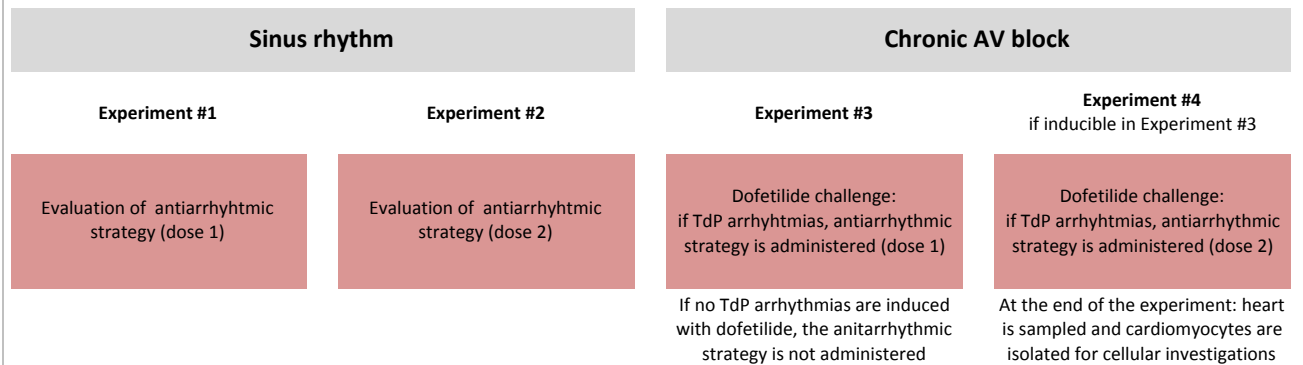 Sinus rhythm
Chronic AV block
Experiment #1
Experiment #2
Experiment #3
Experiment #4
if inducible in Experiment #3
Evaluation of antiarrhyhtmic
strategy (dose 1)
Evaluation of antiarrhyhtmic
strategy (dose 2)
Dofetilide challenge:
if TdP arrhyhtmias, antiarrhythmic
strategy is administered (dose 1)
Dofetilide challenge:
if TdP arrhyhtmias, antiarrhythmic
strategy is administered (dose 2)
If no TdP arrhythmias are induced
with dofetilide, the anitarrhythmic
strategy is not administered
At the end of the experiment: heart
is sampled and cardiomyocytes are
isolated for cellular investigations